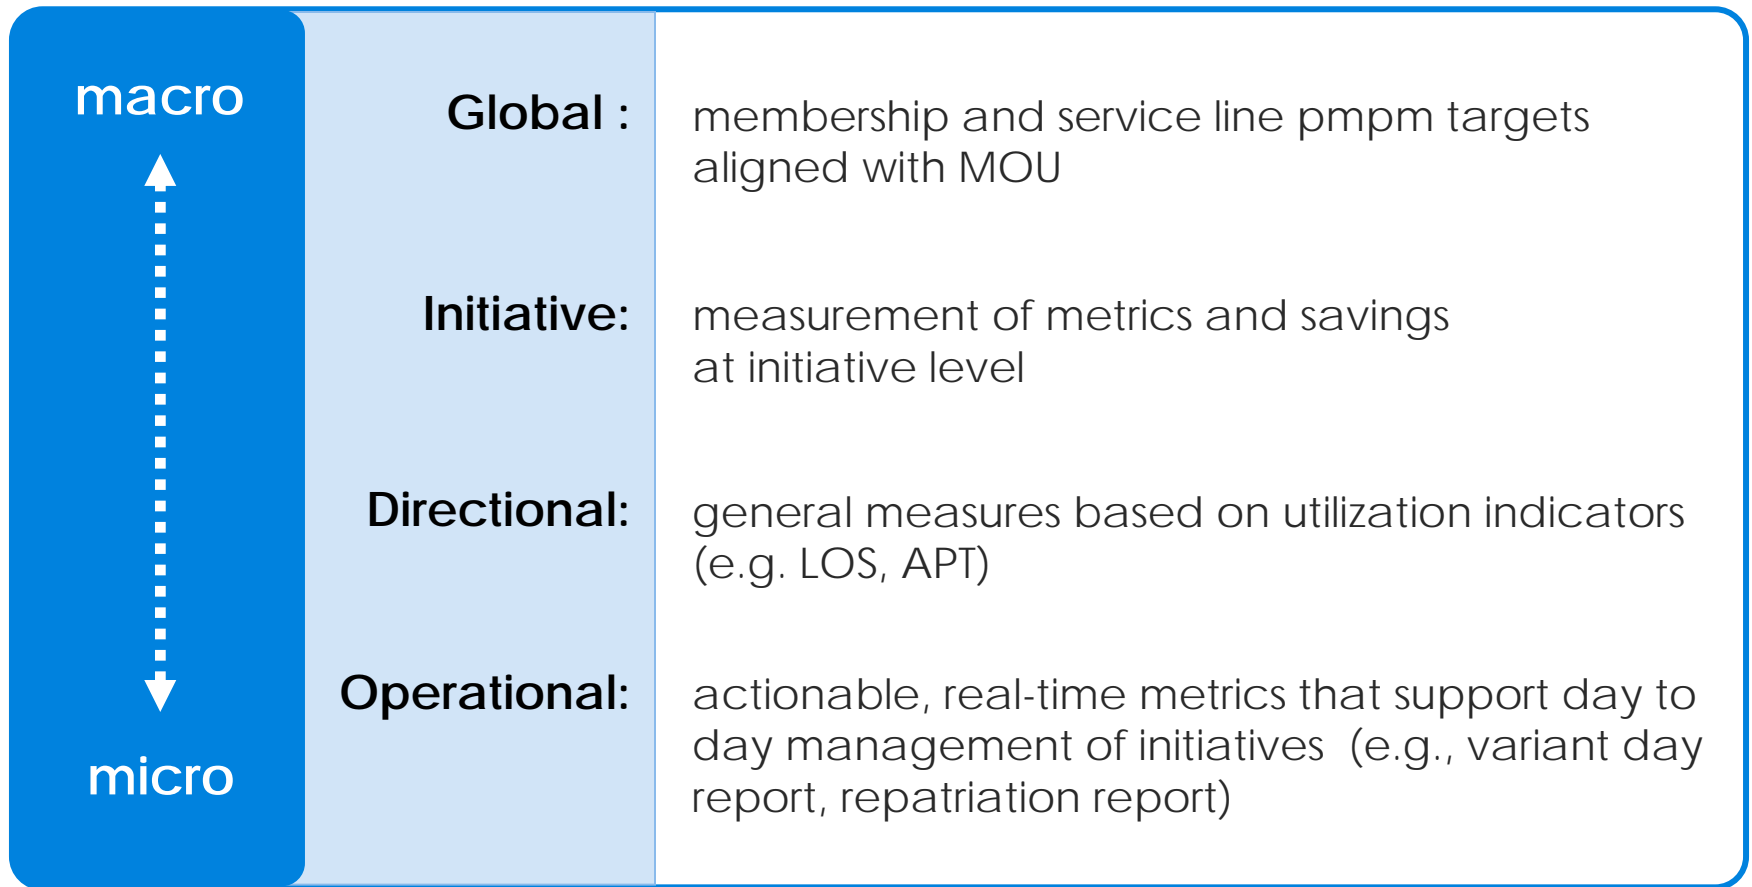 macro
Global :
membership and service line pmpm targets
aligned with MOU
Initiative:
measurement of metrics and savings
at initiative level
Directional:
general measures based on utilization indicators
(e.g. LOS, APT)
Operational:
actionable, real-time metrics that support day to
day management of initiatives  (e.g., variant day
report, repatriation report)
micro